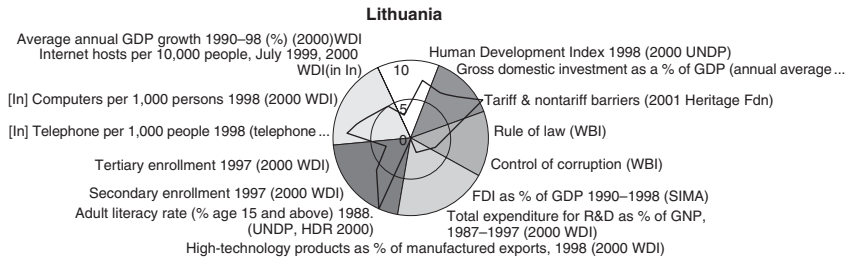 Lithuania
Average annual GDP growth 1990–98 (%) (2000)WDI
Internet hosts per 10,000 people, July 1999, 2000
WDI(in In)
[In] Computers per 1,000 persons 1998 (2000 WDI)
[In] Telephone per 1,000 people 1998 (telephone ...
Tertiary enrollment 1997 (2000 WDI)
Secondary enrollment 1997 (2000 WDI)
Adult literacy rate (% age 15 and above) 1988.
(UNDP, HDR 2000)
High-technology products as % of manufactured exports, 1998 (2000 WDI)
10
5
0
Human Development Index 1998 (2000 UNDP)
Gross domestic investment as a % of GDP (annual average ...
Tariff & nontariff barriers (2001 Heritage Fdn)
Rule of law (WBI)
Control of corruption (WBI)
FDI as % of GDP 1990–1998 (SIMA)
Total expenditure for R&D as % of GNP,
1987–1997 (2000 WDI)